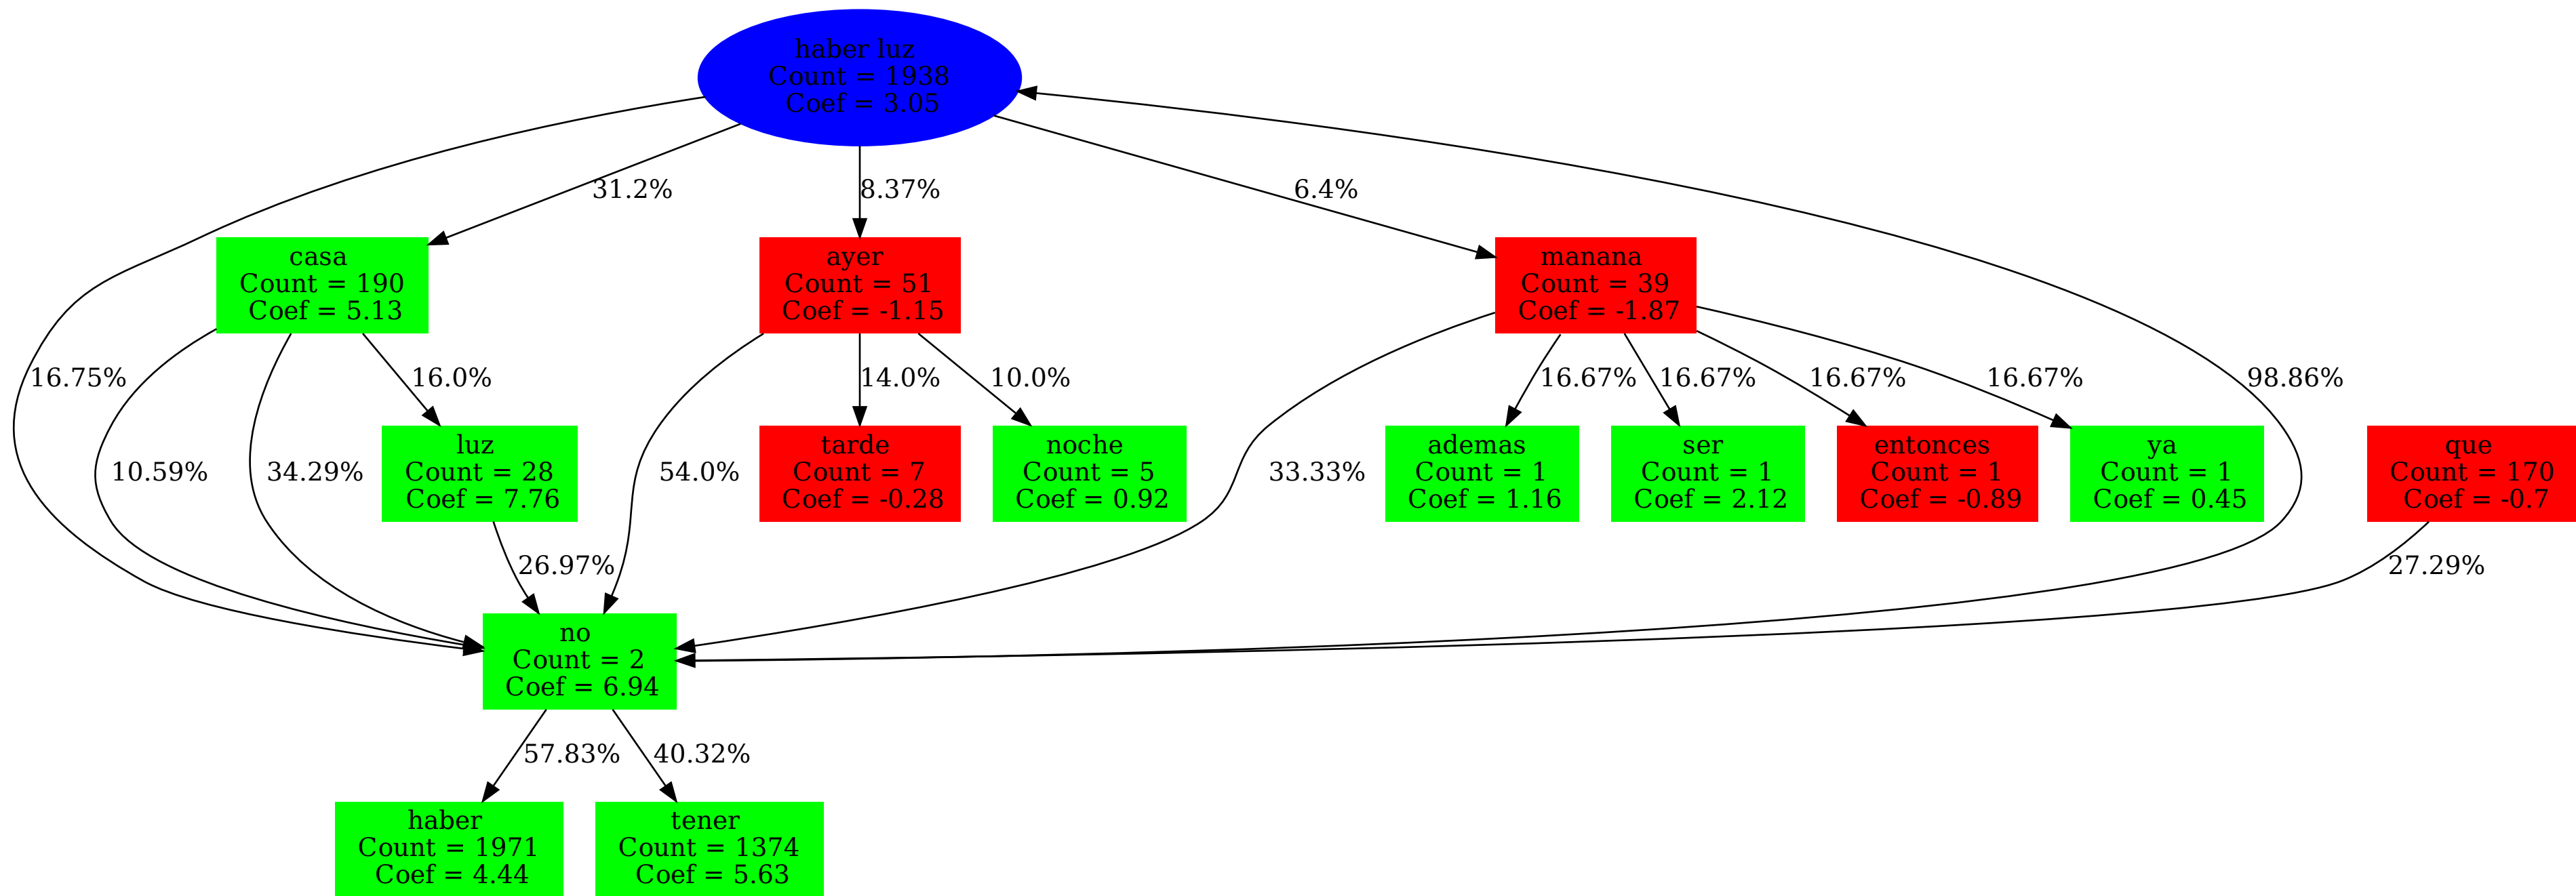 haber luz
Count = 1938
Coef = 3.05
31.2%
8.37%
6.4%
casa
Count = 190
Coef = 5.13
ayer
Count = 51
Coef = -1.15
manana
Count = 39
Coef = -1.87
16.75%
16.0%
14.0%
10.0%
16.67%
16.67%
16.67%
16.67%
98.86%
luz
Count = 28
Coef = 7.76
tarde
Count = 7
Coef = -0.28
noche
Count = 5
Coef = 0.92
ademas
Count = 1
Coef = 1.16
ser
Count = 1
Coef = 2.12
entonces
Count = 1
Coef = -0.89
ya
Count = 1
Coef = 0.45
que
Count = 170
Coef = -0.7
10.59%
34.29%
54.0%
33.33%
26.97%
27.29%
no
Count = 2
Coef = 6.94
57.83%
40.32%
haber
Count = 1971
Coef = 4.44
tener
Count = 1374
Coef = 5.63